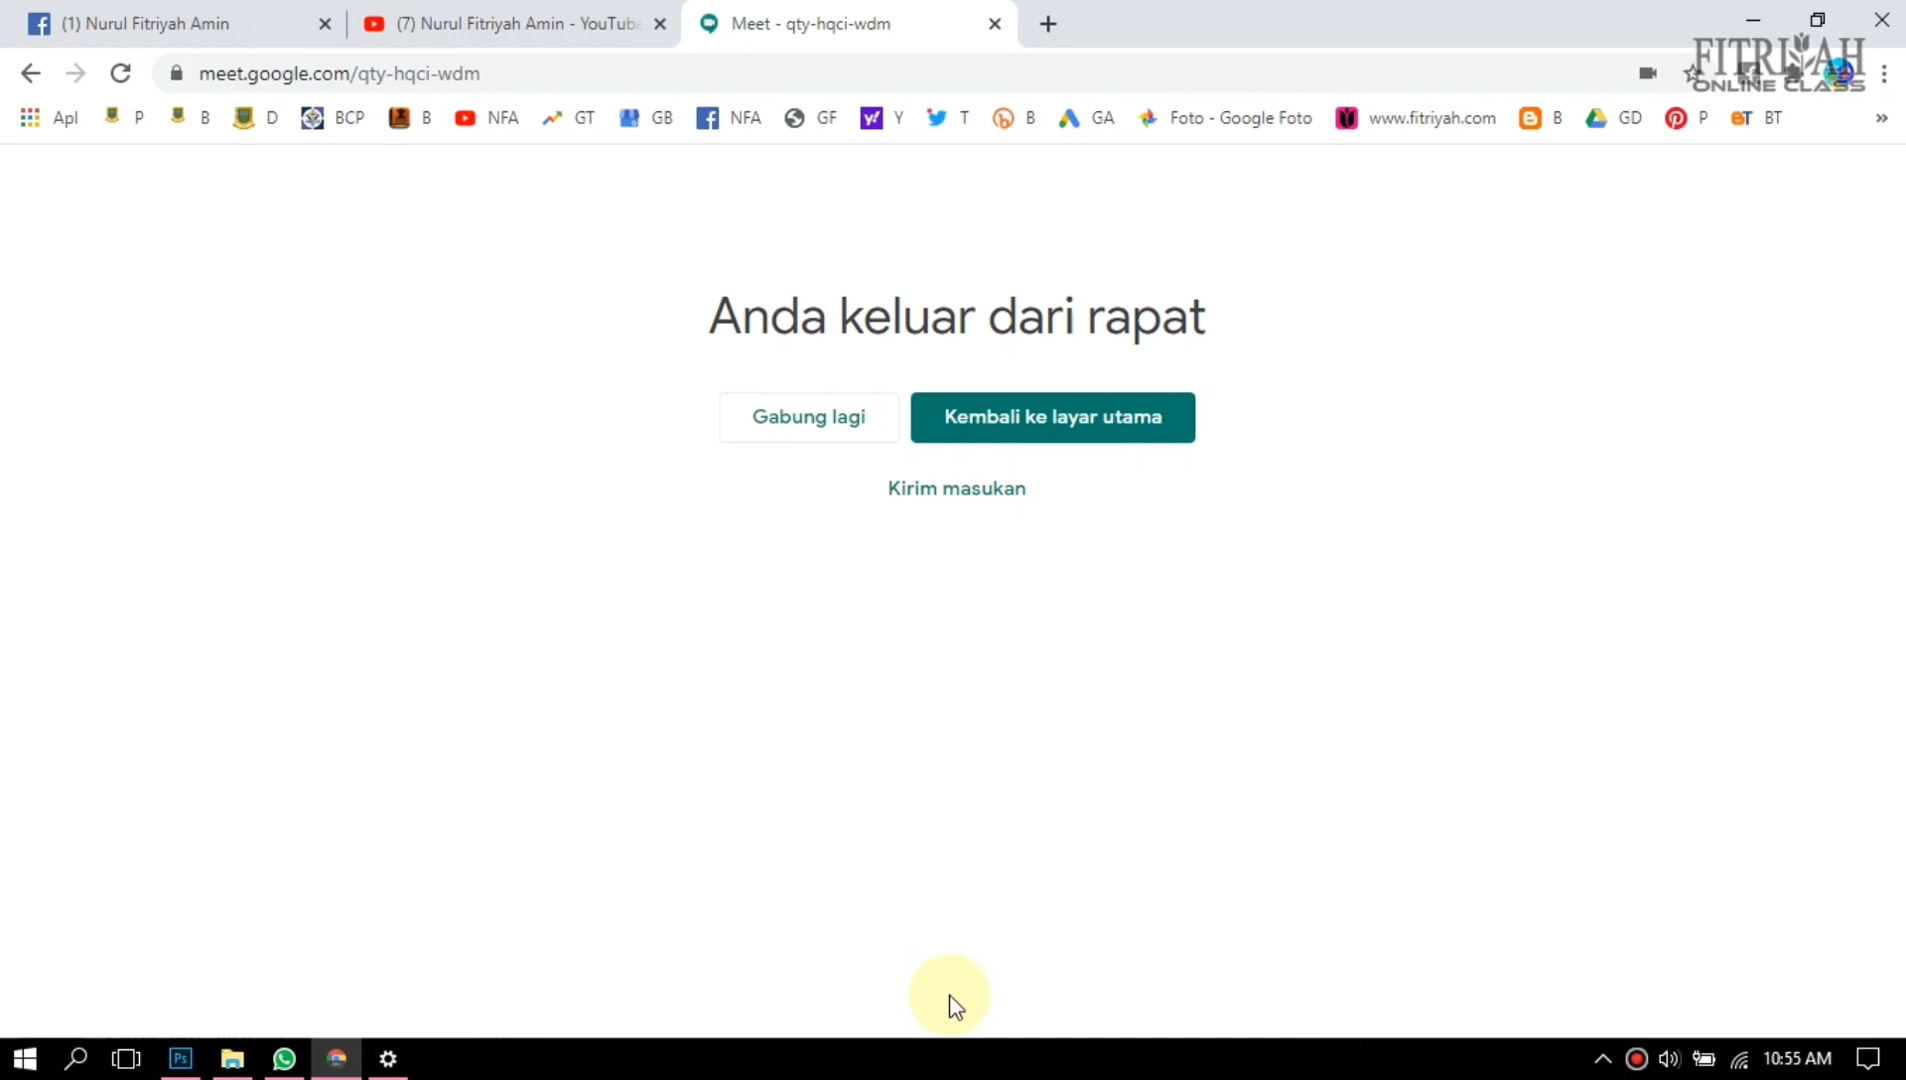 (1) Nurul Fitriyah Amin
(7) Nurul Fitriyah Amin - YouTube
Meet - qty-hqci-wdm
meet.google.com/qty-hqci-wdm
FITRIYAH
ONLINE CLASS
Apl P B D BCP B NFA GT GB NFA GF Y T B GA Foto - Google Foto www.fitriyah.com B GD P BT
Anda keluar dari rapat
Gabung lagi
Kembali ke layar utama
Kirim masukan
10:55 AM